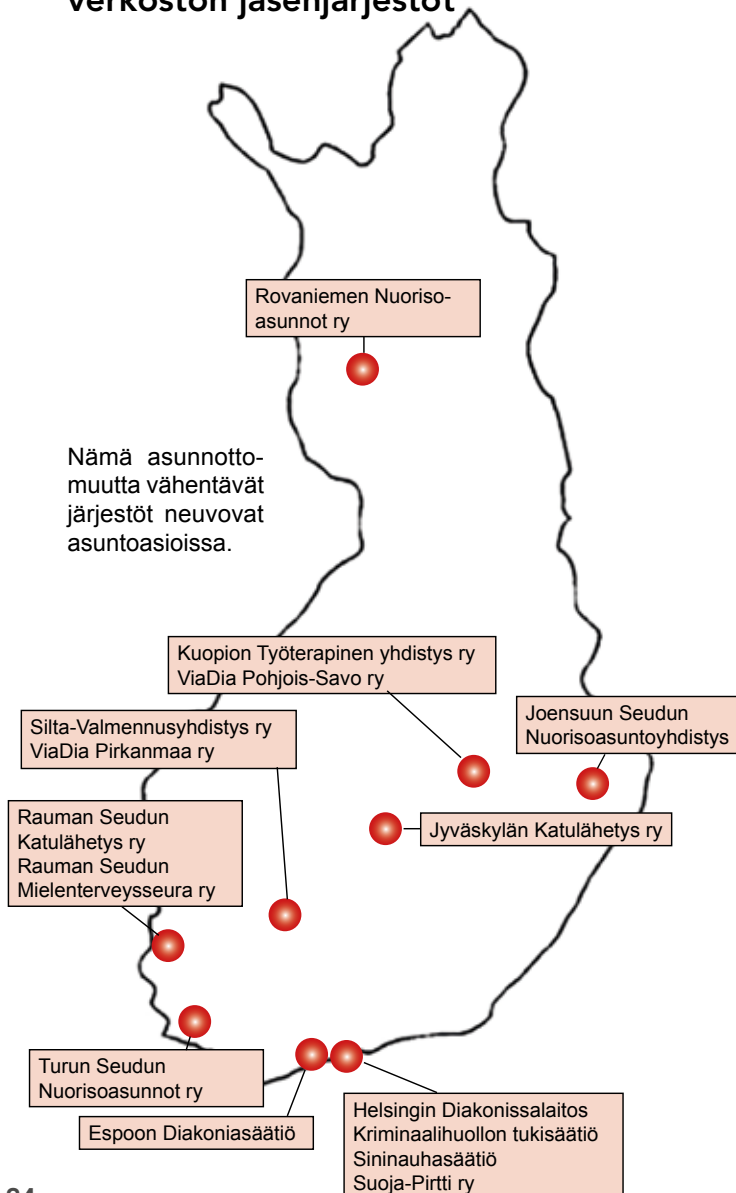 verkoston jäsenjärjestöt
Rovaniemen Nuoriso-
asunnot ry
Nämä asunnotto-
muutta vähentävät
järjestöt neuvovat
asuntoasioissa.
Kuopion Työterapinen yhdistys ry
ViaDia Pohjois-Savo ry
Joensuun Seudun
Nuorisoasuntoyhdistys
Silta-Valmennusyhdistys ry
ViaDia Pirkanmaa ry
Jyväskylän Katulähetys ry
Rauman Seudun
Katulähetys ry
Rauman Seudun
Mielenterveysseura ry
Turun Seudun
Nuorisoasunnot ry
Espoon Diakoniasäätiö
Helsingin Diakonissalaitos
Kriminaalihuollon tukisäätiö
Sininauhasäätiö
Suoja-Pirtti ry